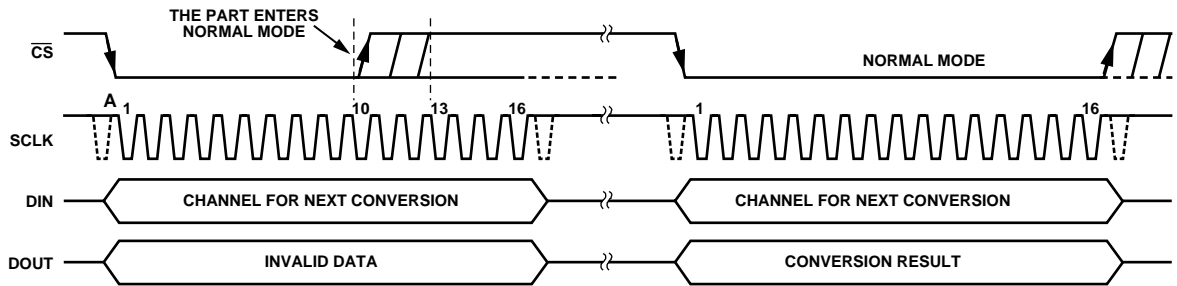 THE PART ENTERS
NORMAL MODE
CS
NORMAL MODE
A
1
10
13
16
1
16
SCLK
DIN
CHANNEL FOR NEXT CONVERSION
CHANNEL FOR NEXT CONVERSION
DOUT
INVALID DATA
CONVERSION RESULT